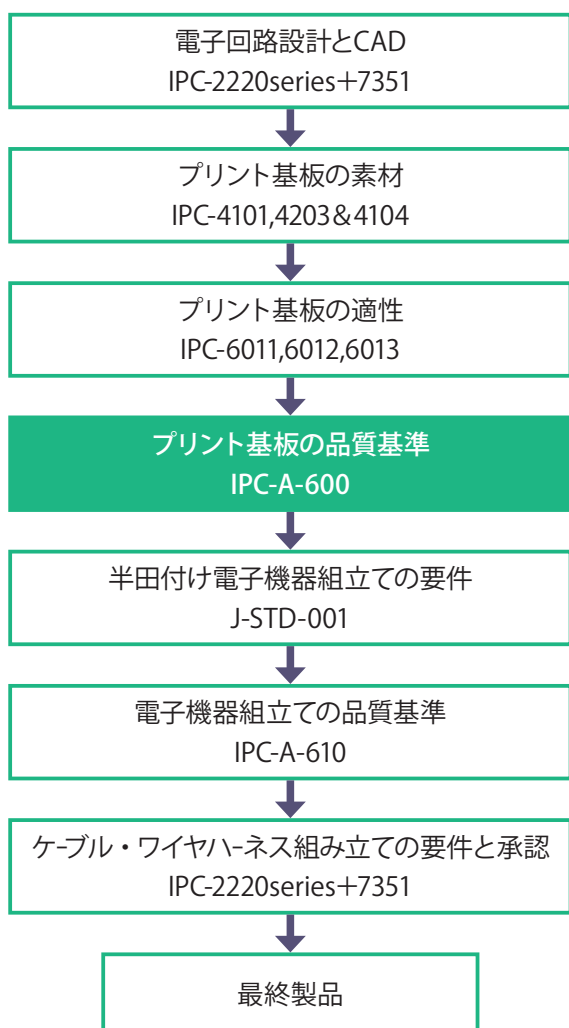 電子回路設計とCAD
IPC-2220series＋7351
プリント基板の素材
IPC-4101,4203＆4104
プリント基板の適性
IPC-6011,6012,6013
プリント基板の品質基準
IPC-A-600
半田付け電子機器組立ての要件
J-STD-001
電子機器組立ての品質基準
IPC-A-610
ケｰブル・ワイヤハｰネス組み立ての要件と承認
IPC-2220series＋7351
最終製品